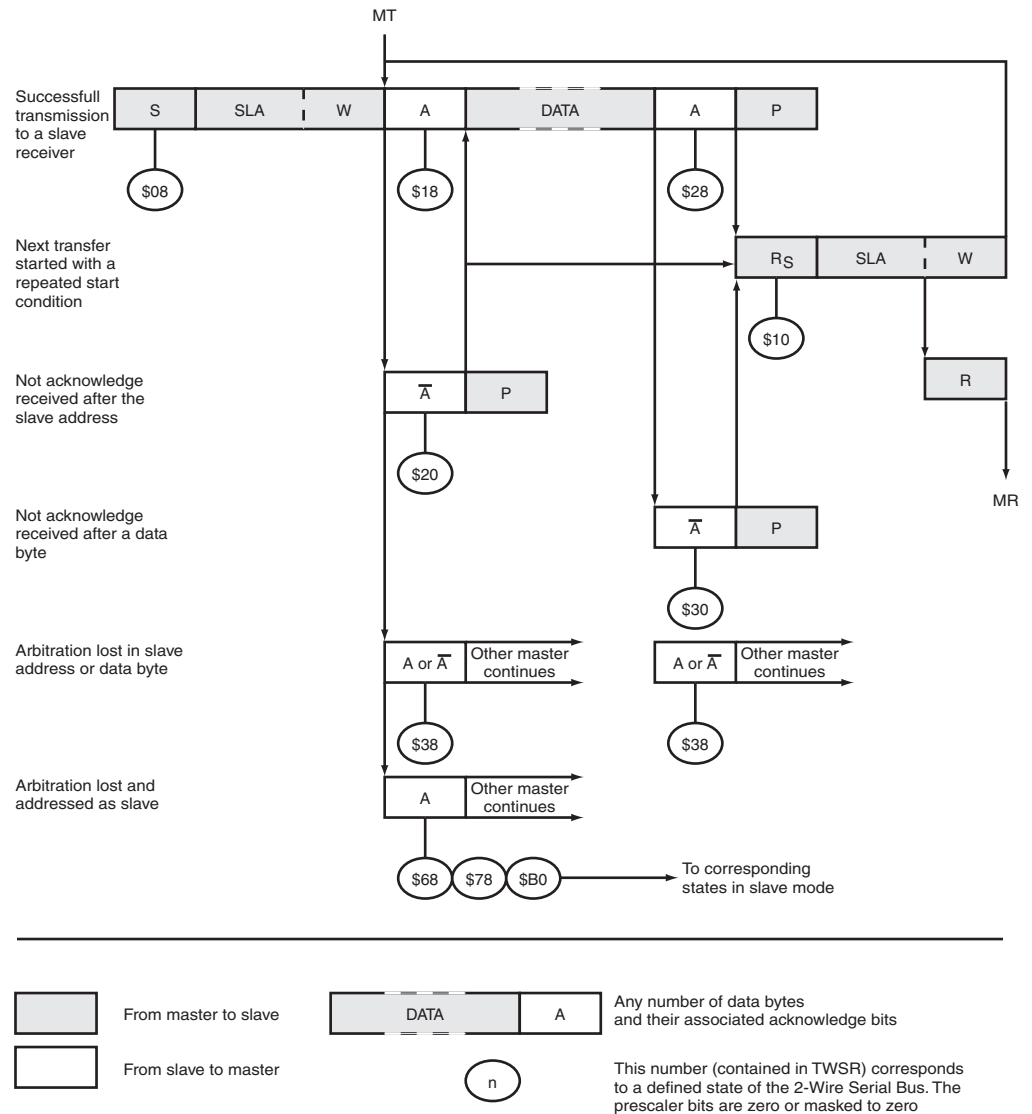 MT
Successfull
transmission
to a slave
receiver
S
SLA
W
A
DATA
A
P
$08
$18
$28
Next transfer
started with a
repeated start
condition
RS
SLA
W
$10
Not acknowledge
received after the
slave address
A
P
R
$20
MR
Not acknowledge
received after a data
byte
A
P
$30
Arbitration lost in slave
address or data byte
A or A
Other master
continues
A or A
Other master
continues
$38
$38
Arbitration lost and
addressed as slave
A
Other master
continues
$68
$78
$B0
To corresponding
states in slave mode
From master to slave
DATA
A
Any number of data bytes
and their associated acknowledge bits
From slave to master
n
This number (contained in TWSR) corresponds
to a defined state of the 2-Wire Serial Bus. The
prescaler bits are zero or masked to zero